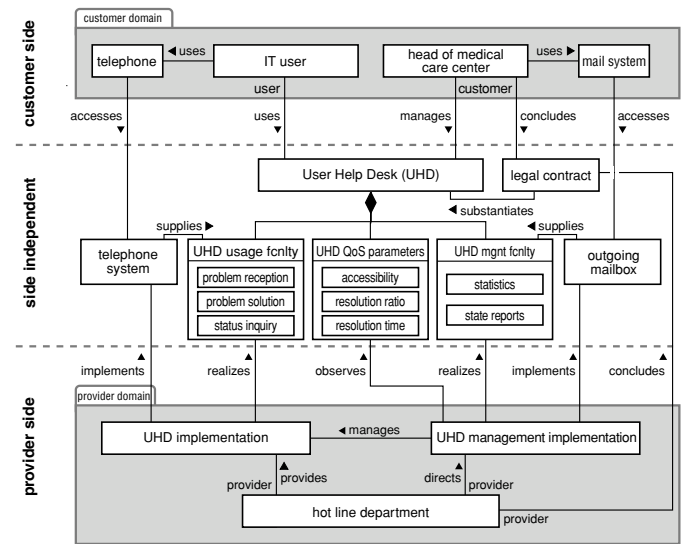 customer domain
customer side
telephone
uses
IT user
head of medical
care center
uses
mail system
user
customer
accesses
uses
manages
concludes
accesses
side independent
User Help Desk (UHD)
legal contract
substantiates
supplies
supplies
telephone
system
UHD usage fcnlty
problem reception
problem solution
status inquiry
UHD QoS parameters
accessibility
resolution ratio
resolution time
UHD mgnt fcnlty
statistics
state reports
outgoing
mailbox
implements
realizes
observes
realizes
implements
concludes
provider side
provider domain
UHD implementation
manages
UHD management implementation
provides
provider
directs
provider
hot line department
provider